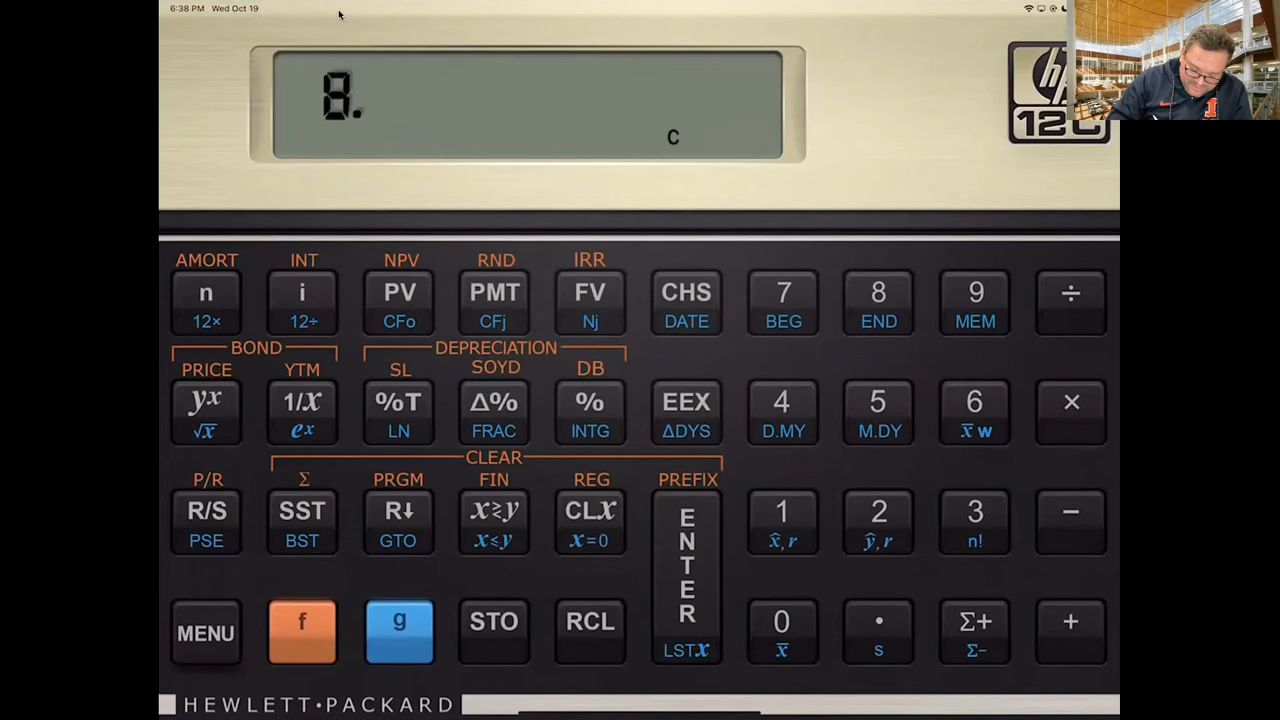 6:38 PM Wed Oct 19
8.
C
hp
12C
AMORT INT NPV RND IRR
n i PV PMT FV CHS 7 8 9 ÷
12× 12÷ CFo CFj Nj DATE BEG END MEM
BOND DEPRECIATION
PRICE YTM SL SOYD DB
yx 1/x %T Δ% % EEX 4 5 6 ×
√x ex LN FRAC INTG ΔDYS D.MY M.DY x̄ w
CLEAR
P/R Σ PRGM FIN REG PREFIX
R/S SST R↓ x≷y CLx ENTER 1 2 3 −
PSE BST GTO x≤y x=0 x̂,r ŷ,r n!
MENU f g STO RCL 0 • Σ+ +
LSTx x̄ s Σ−
HEWLETT•PACKARD